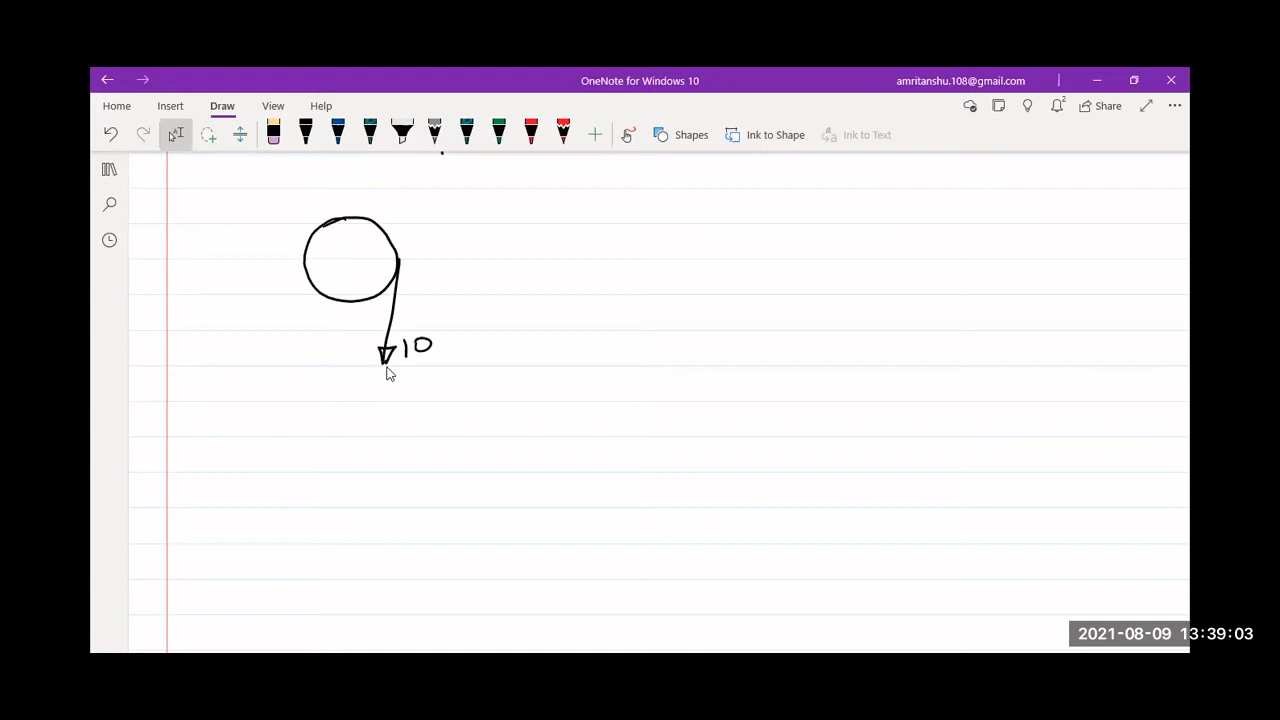 OneNote for Windows 10
amritanshu.108@gmail.com
Home Insert Draw View Help
2
Share
Shapes
Ink to Shape
Ink to Text
10
2021-08-09 13:39:03